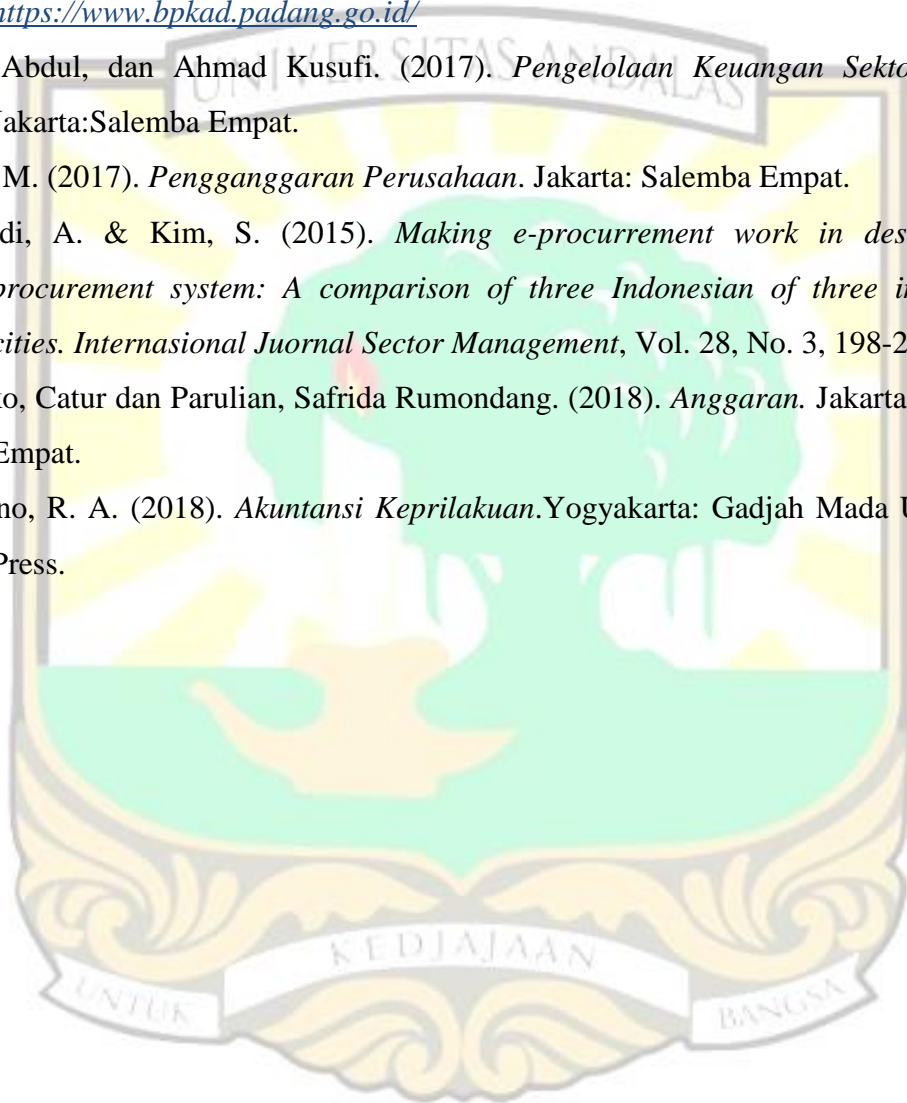 https://www.bpkad.padang.go.id/
UNIVERSITAS ANDALAS
Abdul, dan Ahmad Kusufi. (2017). Pengelolaan Keuangan Sekto
Jakarta:Salemba Empat.
M. (2017). Pengganggaran Perusahaan. Jakarta: Salemba Empat.
di, A. & Kim, S. (2015). Making e-procurrement work in des
procurement system: A comparison of three Indonesian of three i
cities. Internasional Juornal Sector Management, Vol. 28, No. 3, 198-2
o, Catur dan Parulian, Safrida Rumondang. (2018). Anggaran. Jakarta
Empat.
no, R. A. (2018). Akuntansi Keprilakuan.Yogyakarta: Gadjah Mada U
Press.
KEDJAJAAN
UNTUK
BANGSA